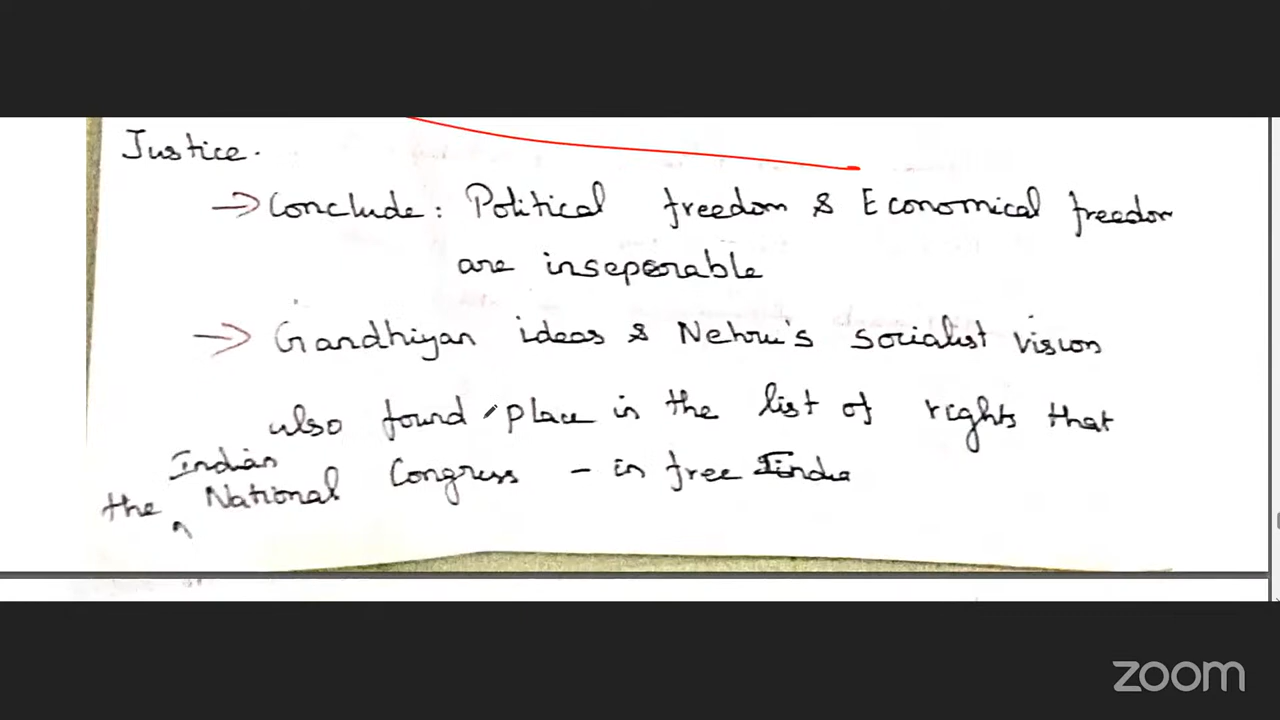 Justice.
→ Conclude: Political freedom & Economical freedom
are inseperable
→ Gandhiyan ideas & Nehru's socialist vision
also found place in the list of rights that
the Indian National Congress - in free India
zoom